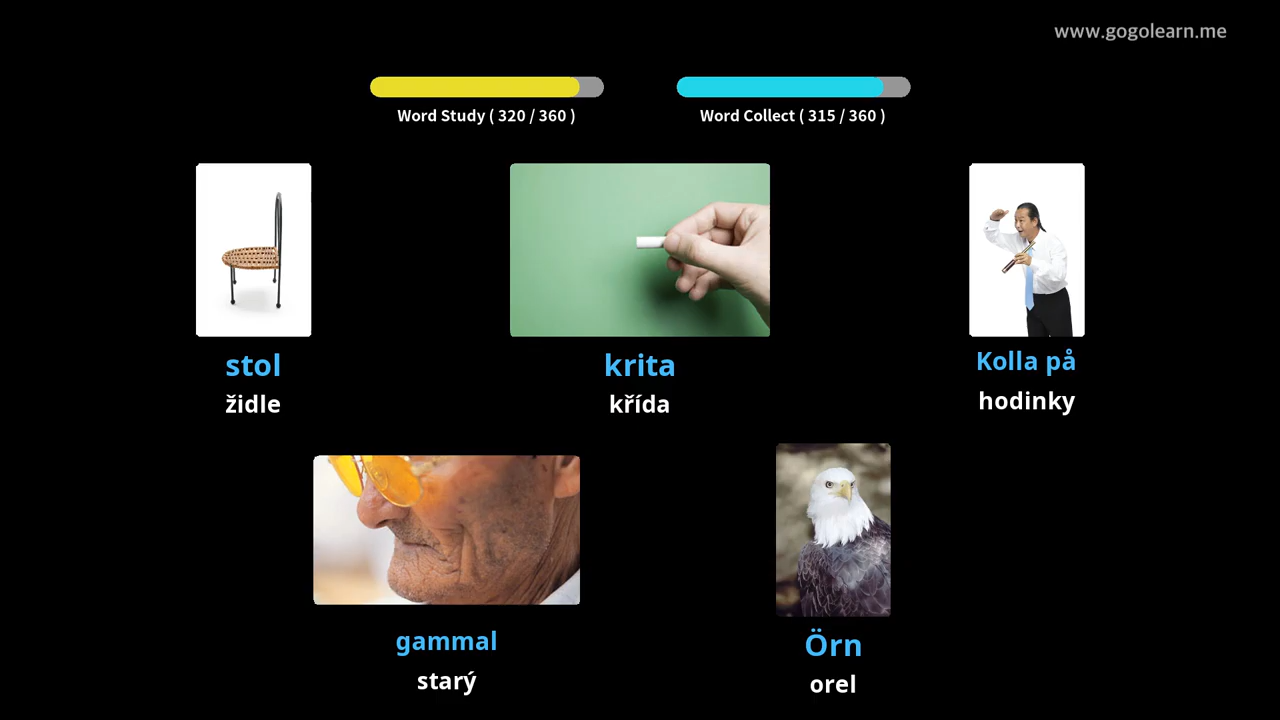 www.gogolearn.me
Word Study ( 320 / 360 )
Word Collect ( 315 / 360 )
stol
židle
krita
křída
Kolla på
hodinky
gammal
starý
Örn
orel